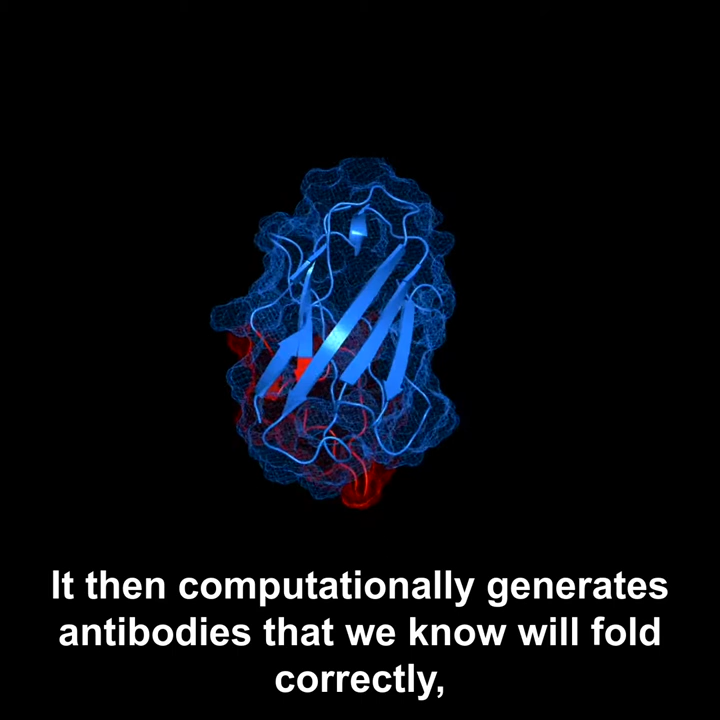 It then computationally generates
antibodies that we know will fold
correctly,